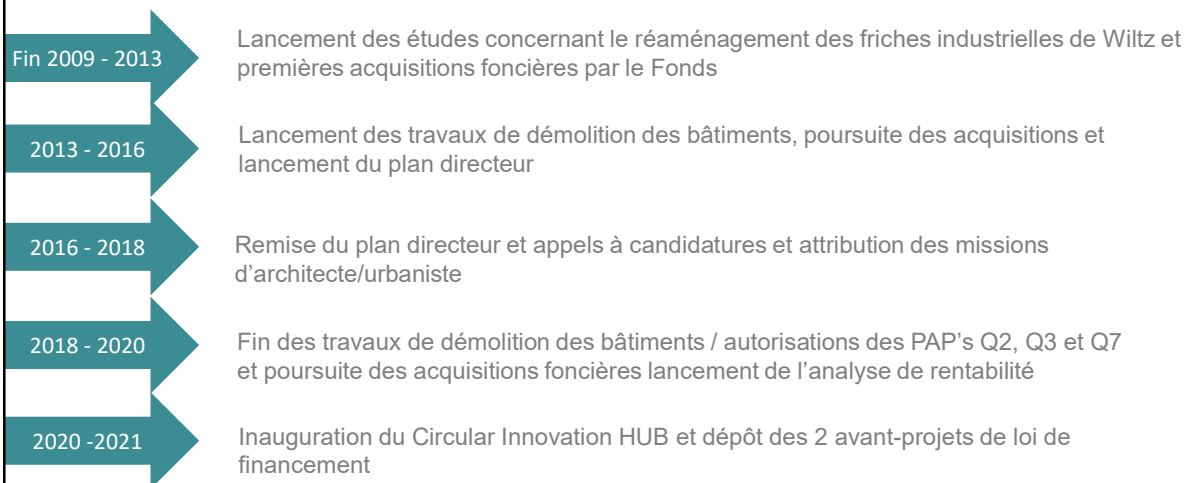 Fin 2009 - 2013
Lancement des études concernant le réaménagement des friches industrielles de Wiltz et
premières acquisitions foncières par le Fonds
2013 - 2016
Lancement des travaux de démolition des bâtiments, poursuite des acquisitions et
lancement du plan directeur
2016 - 2018
Remise du plan directeur et appels à candidatures et attribution des missions
d’architecte/urbaniste
2018 - 2020
Fin des travaux de démolition des bâtiments / autorisations des PAP’s Q2, Q3 et Q7
et poursuite des acquisitions foncières lancement de l’analyse de rentabilité
2020 -2021
Inauguration du Circular Innovation HUB et dépôt des 2 avant-projets de loi de
financement